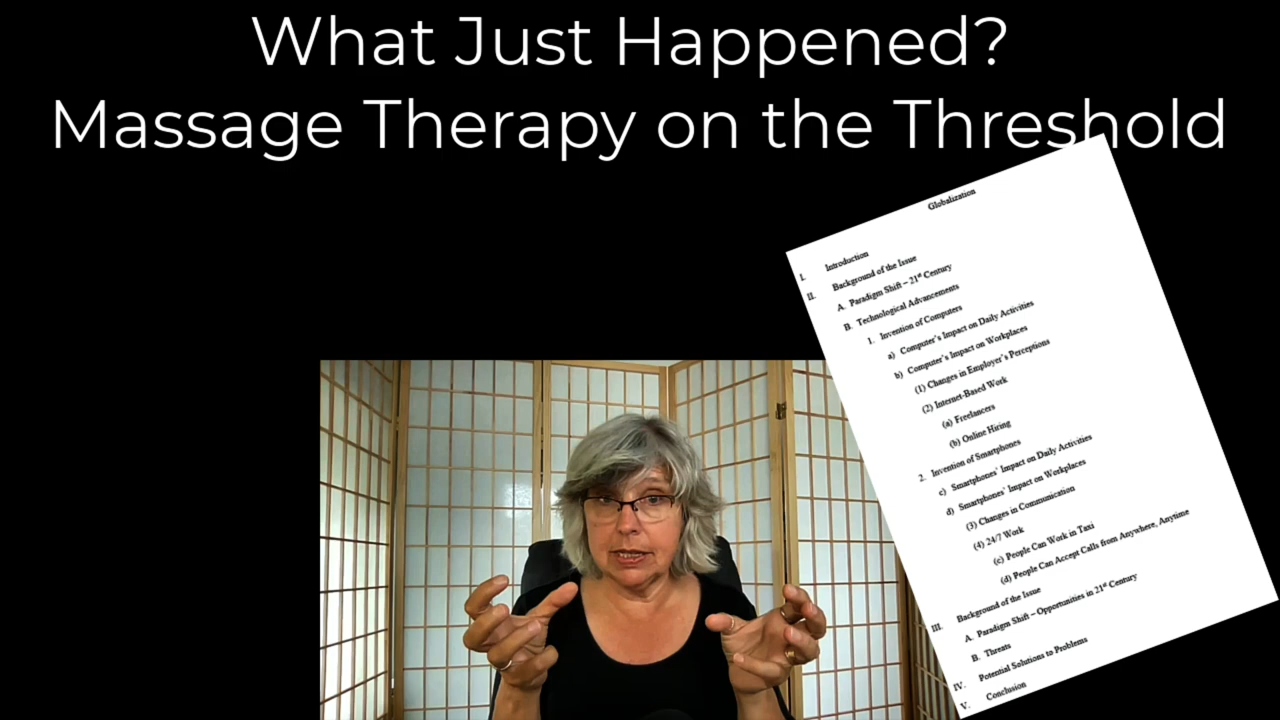 What Just Happened?
Massage Therapy on the Threshold
Globalization
I. Introduction
II. Background of the Issue
A. Paradigm Shift – 21st Century
B. Technological Advancements
1. Invention of Computers
a) Computer's Impact on Daily Activities
b) Computer's Impact on Workplaces
(1) Changes in Employer's Perceptions
(2) Internet-Based Work
(a) Freelancers
(b) Online Hiring
2. Invention of Smartphones
c) Smartphones' Impact on Daily Activities
d) Smartphones' Impact on Workplaces
(3) Changes in Communication
(4) 24/7 Work
(c) People Can Work in Taxi
(d) People Can Accept Calls from Anywhere, Anytime
III. Background of the Issue
A. Paradigm Shift – Opportunities in 21st Century
B. Threats
IV. Potential Solutions to Problems
V. Conclusion